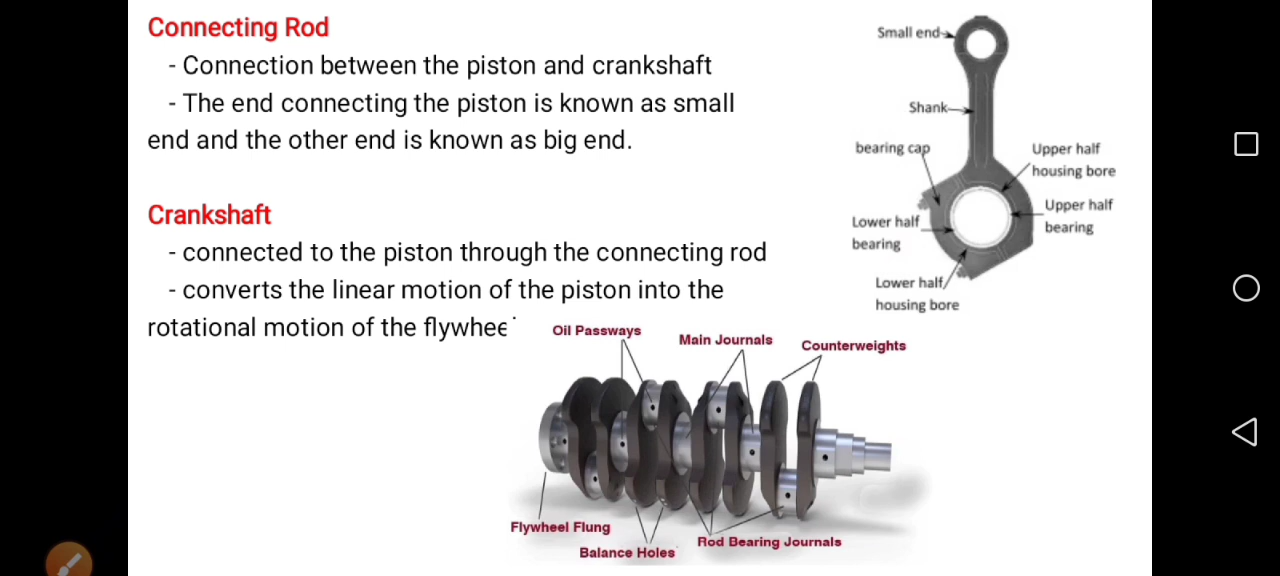 Connecting Rod
- Connection between the piston and crankshaft
- The end connecting the piston is known as small
end and the other end is known as big end.
Crankshaft
- connected to the piston through the connecting rod
- converts the linear motion of the piston into the
rotational motion of the
Small end
Shank
bearing cap
Upper half
housing bore
Upper half
bearing
Lower half
bearing
Lower half
housing bore
Oil Passways
Main Journals
Counterweights
Flywheel Flung
Balance Holes
Rod Bearing Journals